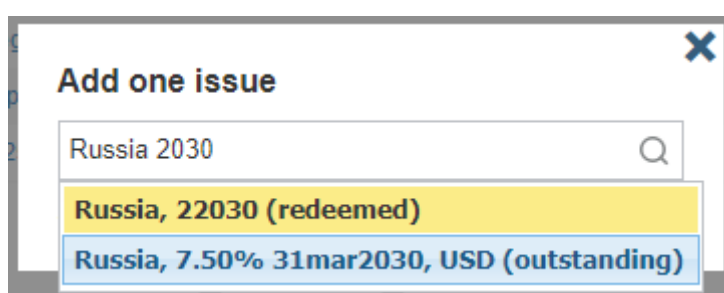 Add one issue
Russia 2030
Russia, 22030 (redeemed)
Russia, 7.50% 31mar2030, USD (outstanding)